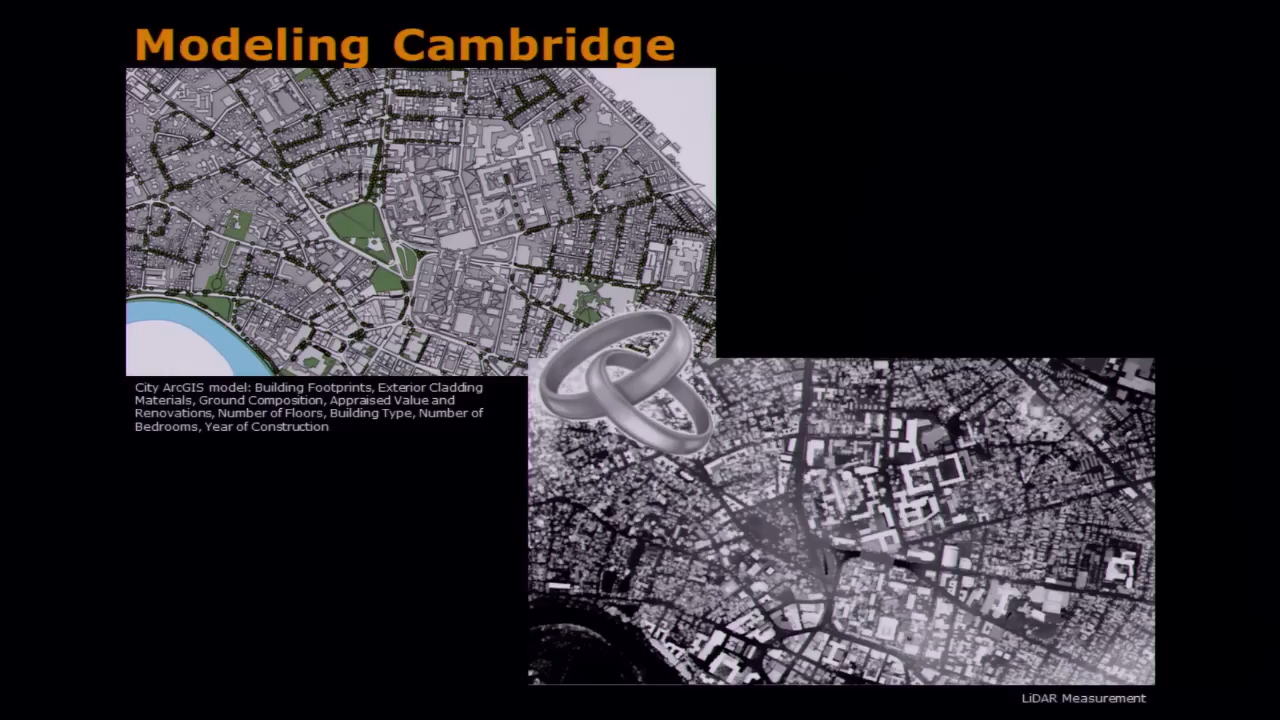 Modeling Cambridge
City ArcGIS model: Building Footprints, Exterior Cladding
Materials, Ground Composition, Appraised Value and
Renovations, Number of Floors, Building Type, Number of
Bedrooms, Year of Construction
LiDAR Measurement